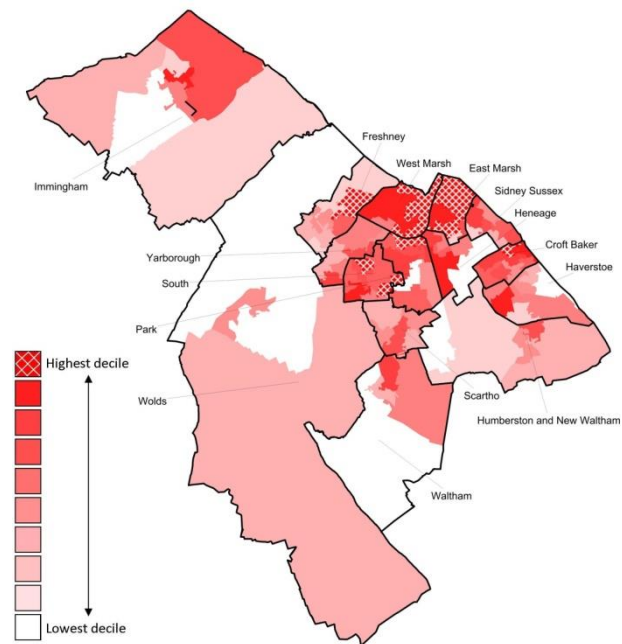 Freshney
West Marsh
East Marsh
Sidney Sussex
Heneage
Immingham
Croft Baker
Yarborough
Haverstoe
South
Park
Highest decile
Wolds
Scartho
Humberston and New Waltham
Waltham
Lowest decile